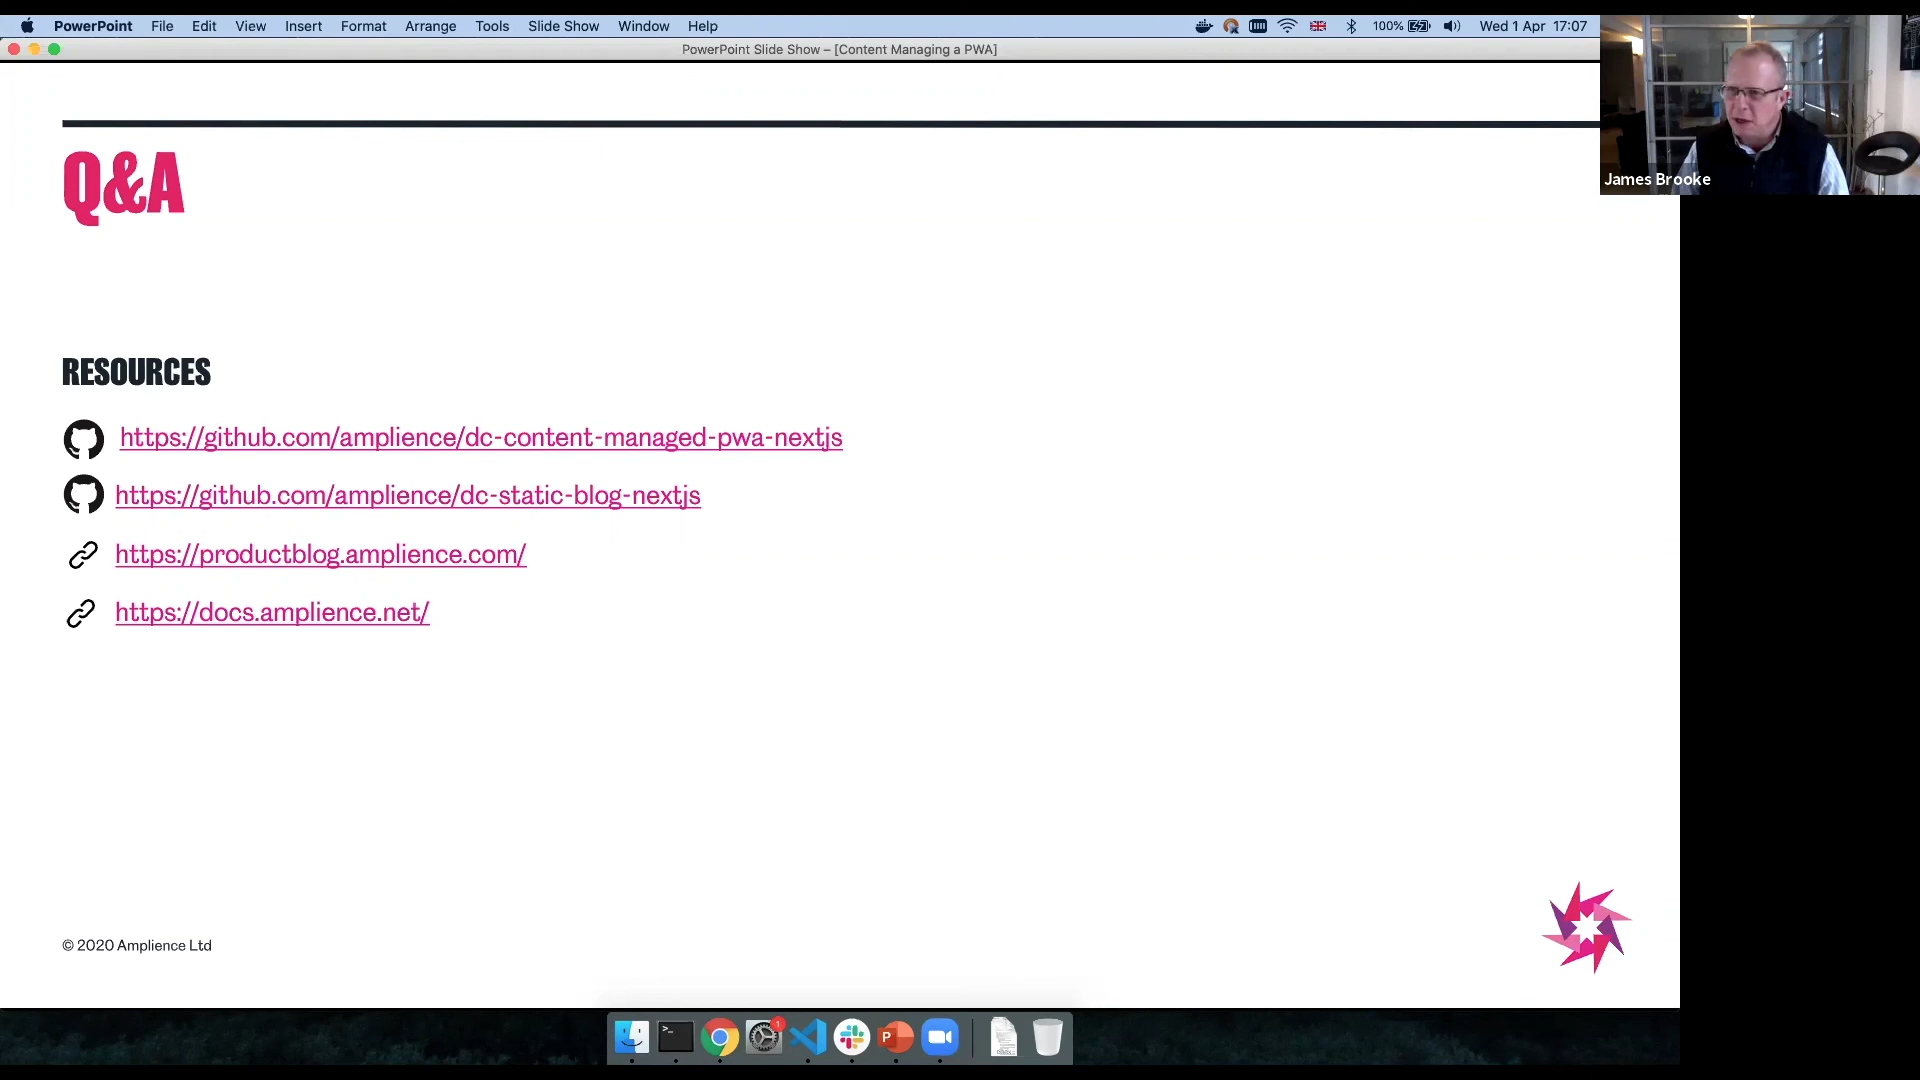 PowerPoint File Edit View Insert Format Arrange Tools Slide Show Window Help 100% Wed 1 Apr 17:07
PowerPoint Slide Show – [Content Managing a PWA]
James Brooke
Q&A
RESOURCES
https://github.com/amplience/dc-content-managed-pwa-nextjs
https://github.com/amplience/dc-static-blog-nextjs
https://productblog.amplience.com/
https://docs.amplience.net/
© 2020 Amplience Ltd
>_
1
P